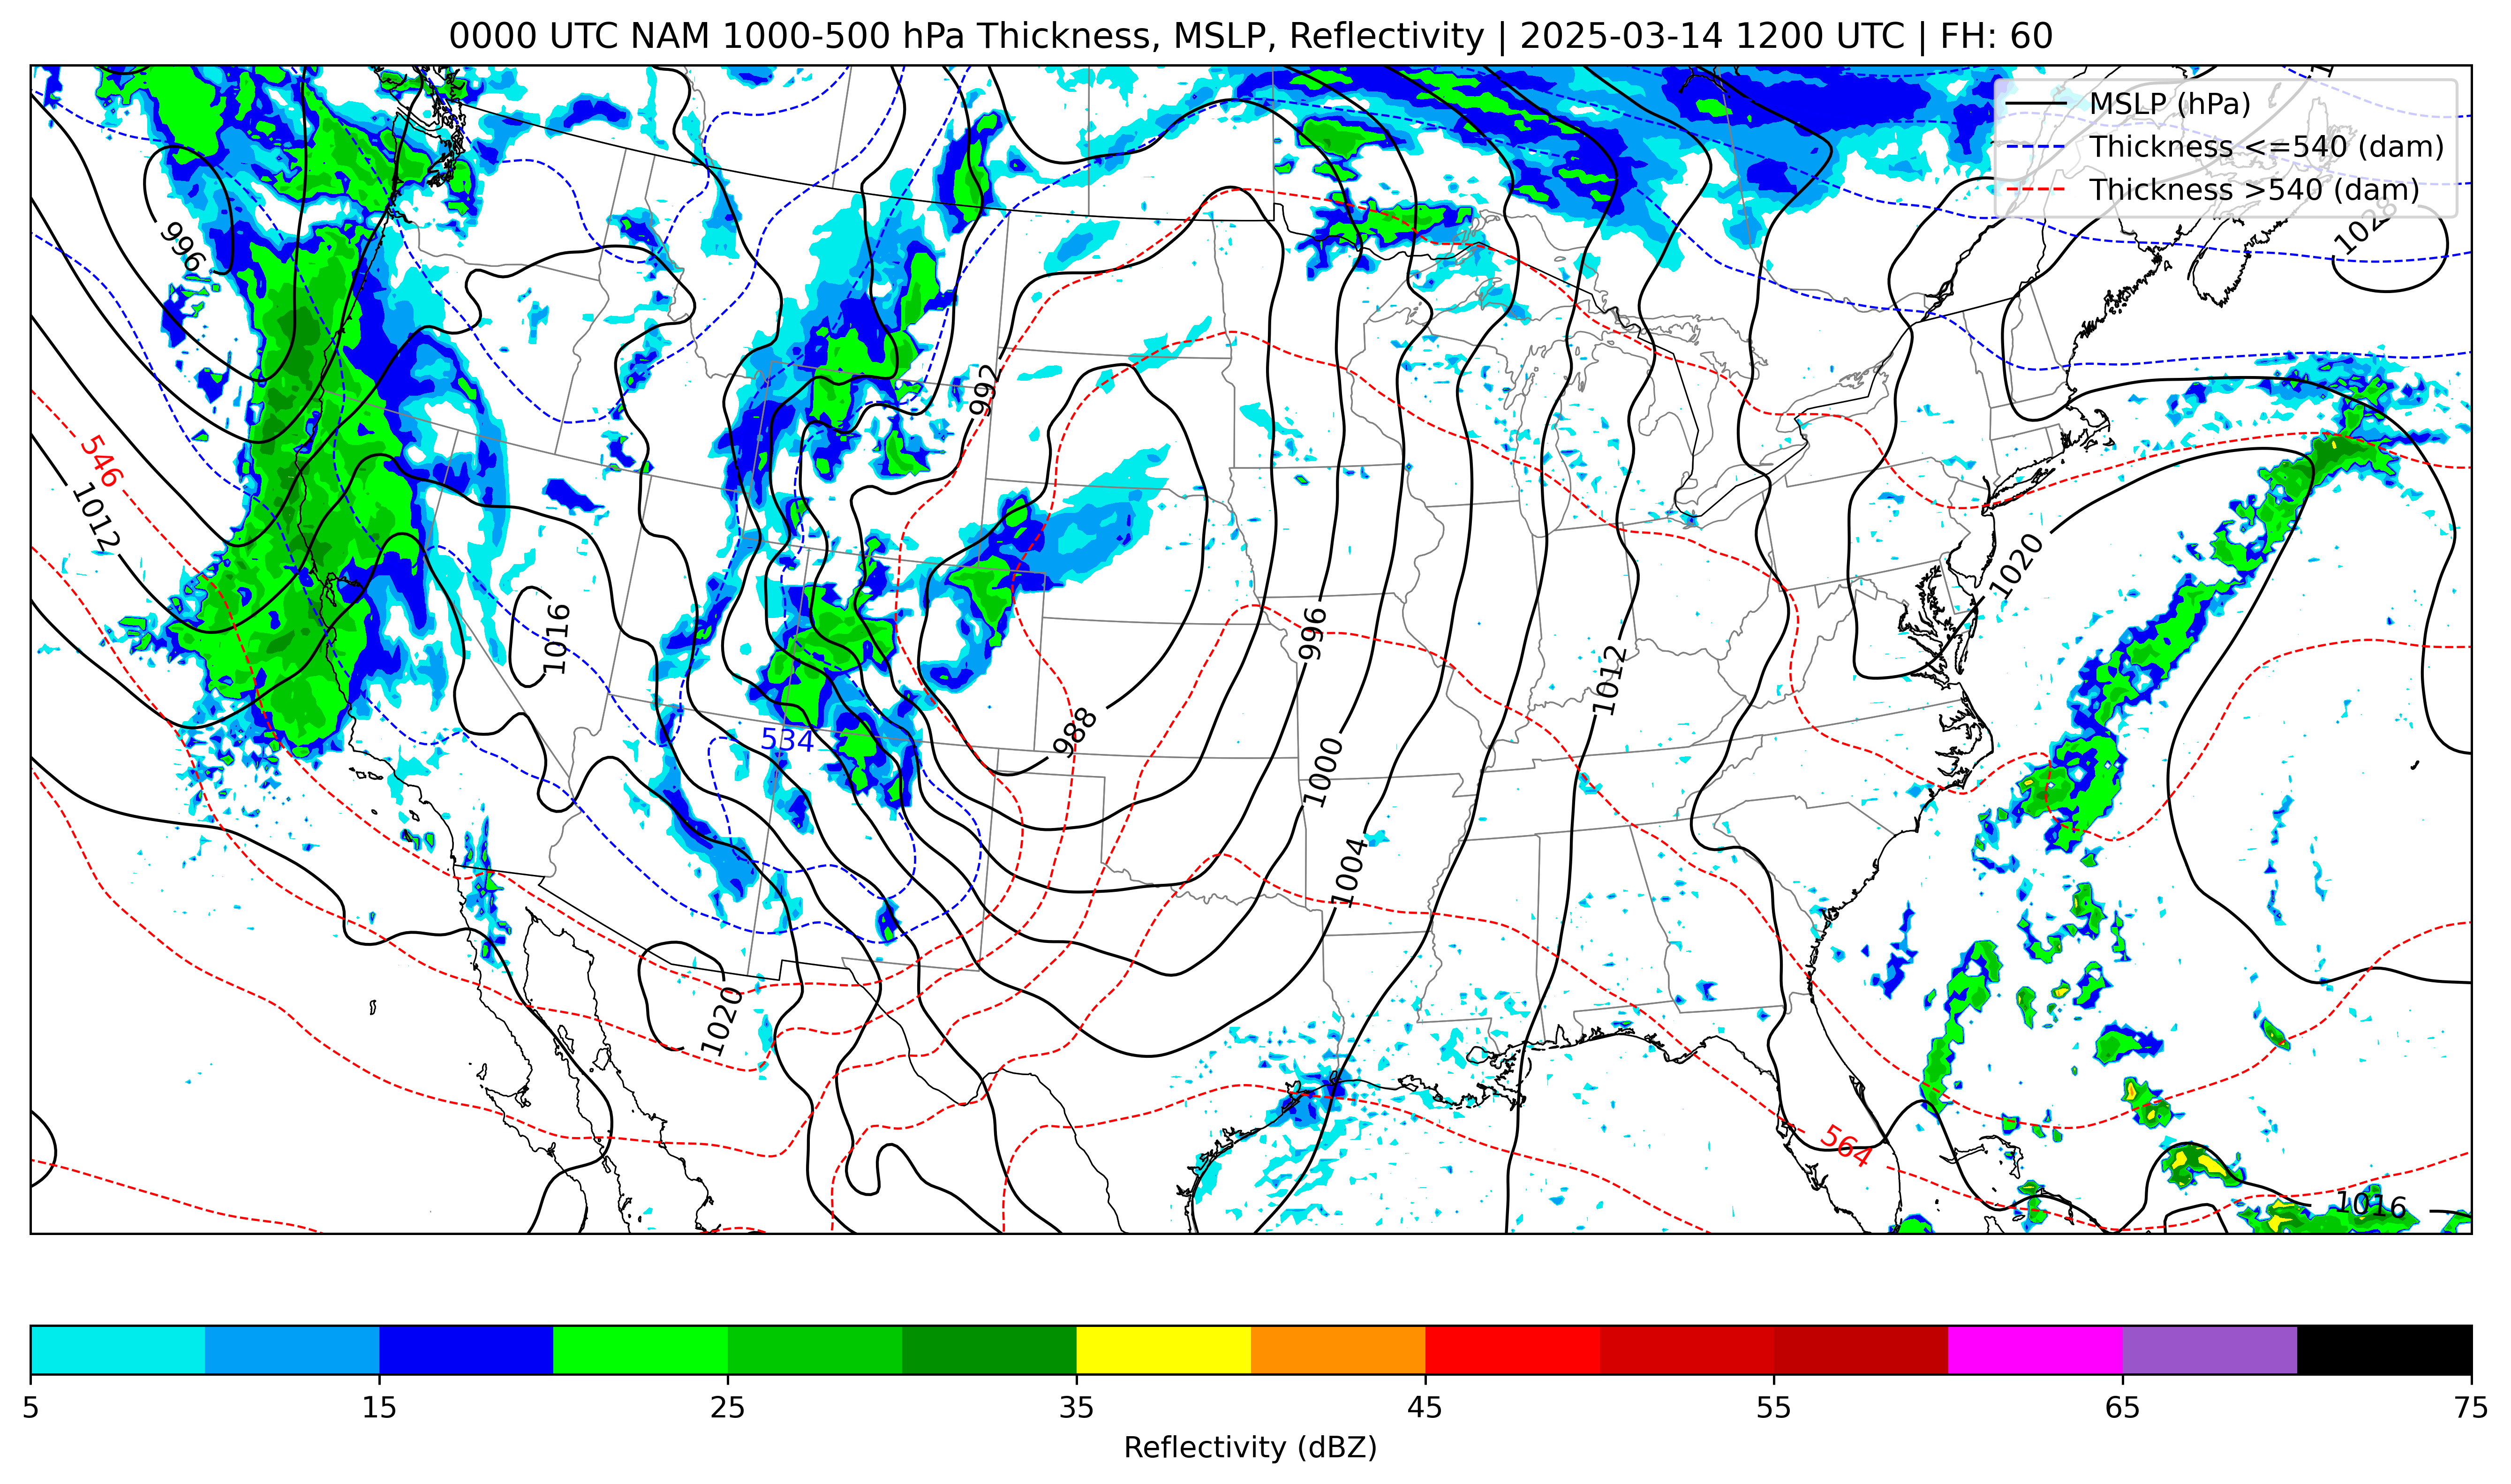 0000 UTC NAM 1000-500 hPa Thickness, MSLP, Reflectivity | 2025-03-14 1200 UTC | FH: 60
MSLP (hPa)
Thickness <=540 (dam)
Thickness >540 (dam)
1028
996
992
546
1012
1020
1016
996
1012
988
534
1000
1004
1020
564
1016
5 15 25 35 45 55 65 75
Reflectivity (dBZ)